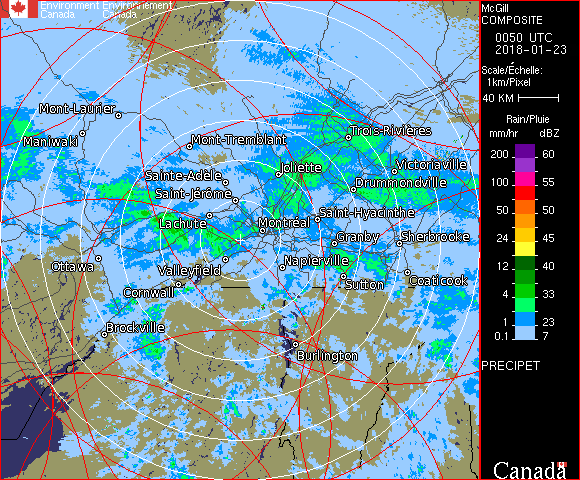 Environment Environnement
Canada Canada
McGill
COMPOSITE
0050 UTC
2018-01-23
Scale/Échelle:
1km/Pixel
40 KM
Rain/Pluie
mm/hr dBZ
200 60
100 55
50 50
24 45
12 40
4 33
1 23
0.1 7
PRECIPET
Canada
Mont-Laurier
Maniwaki
Mont-Tremblant
Trois-Rivières
Joliette
Victoriaville
Sainte-Adèle
Drummondville
Saint-Jérôme
Saint-Hyacinthe
Lachute
Montréal
Granby
Sherbrooke
Ottawa
Valleyfield
Napierville
Cornwall
Sutton
Coaticook
Brockville
Burlington